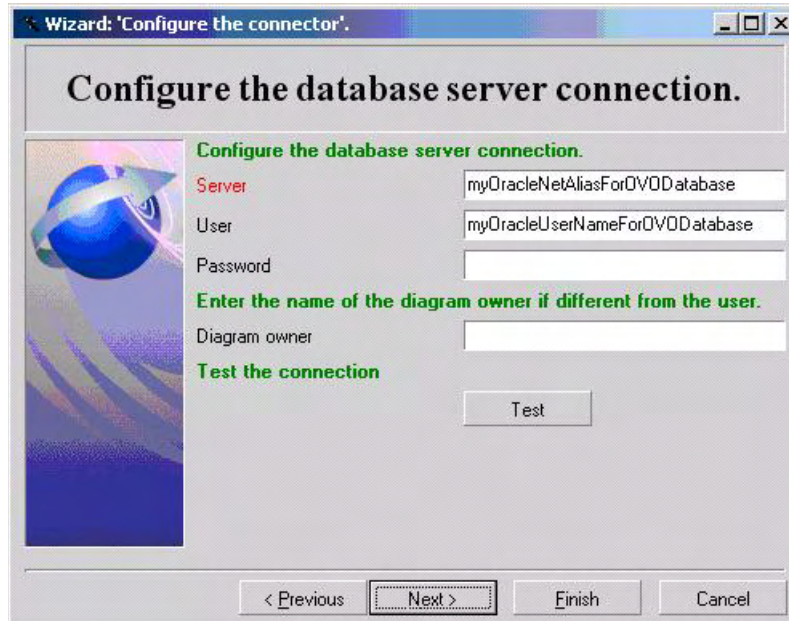 Wizard: 'Configure the connector'.
Configure the database server connection.
Configure the database server connection.
Server myOracleNetAliasForOVODatabase
User myOracleUserNameForOVODatabase
Password
Enter the name of the diagram owner if different from the user.
Diagram owner
Test the connection
Test
< Previous Next > Finish Cancel